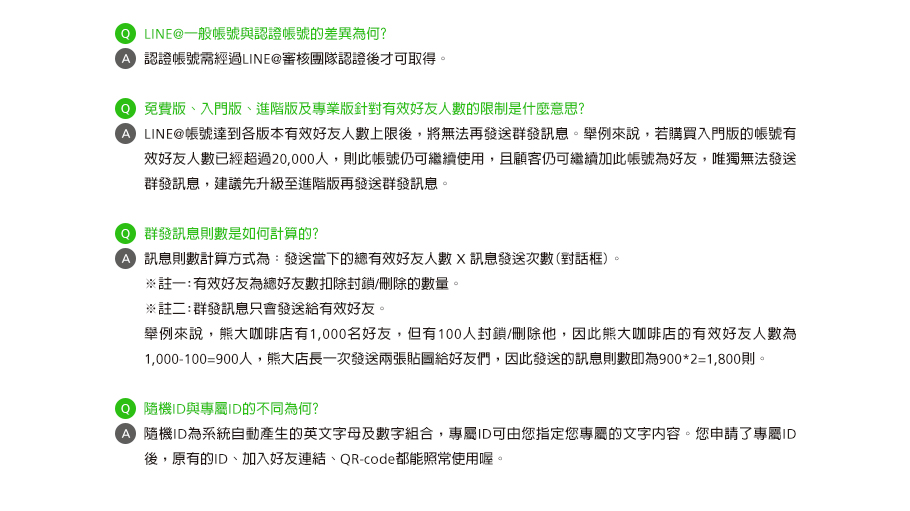 Q LINE@一般帳號與認證帳號的差異為何?
A 認證帳號需經過LINE@審核團隊認證後才可取得。
Q 免費版、入門版、進階版及專業版針對有效好友人數的限制是什麼意思?
A LINE@帳號達到各版本有效好友人數上限後，將無法再發送群發訊息。舉例來說，若購買入門版的帳號有
效好友人數已經超過20,000人，則此帳號仍可繼續使用，且顧客仍可繼續加此帳號為好友，唯獨無法發送
群發訊息，建議先升級至進階版再發送群發訊息。
Q 群發訊息則數是如何計算的?
A 訊息則數計算方式為：發送當下的總有效好友人數 X 訊息發送次數(對話框)。
※註一:有效好友為總好友數扣除封鎖/刪除的數量。
※註二:群發訊息只會發送給有效好友。
舉例來說，熊大咖啡店有1,000名好友，但有100人封鎖/刪除他，因此熊大咖啡店的有效好友人數為
1,000-100=900人，熊大店長一次發送兩張貼圖給好友們，因此發送的訊息則數即為900*2=1,800則。
Q 隨機ID與專屬ID的不同為何?
A 隨機ID為系統自動產生的英文字母及數字組合，專屬ID可由您指定您專屬的文字內容。您申請了專屬ID
後，原有的ID、加入好友連結、QR-code都能照常使用喔。